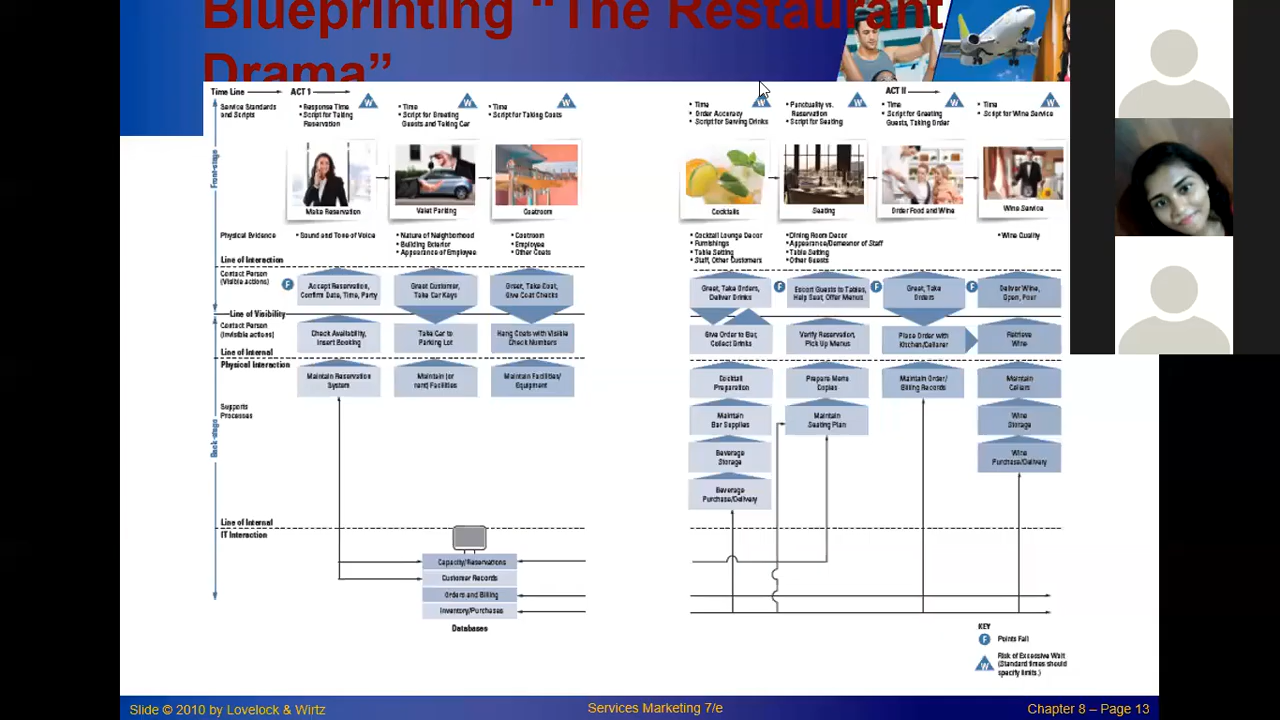 Blueprinting "The Restaurant
Drama"
Time Line
ACT I
ACT II
Service Standards
and Scripts
• Response Time
• Script for Taking
Reservation
• Time
• Script for Greeting
Guests and Taking Car
• Time
• Script for Taking Coats
• Time
• Order Accuracy
• Script for Serving Drinks
• Punctuality vs.
Reservation
• Script for Seating
• Time
• Script for Greeting
Guests, Taking Order
• Time
• Script for Wine Service
W
W
W
W
W
W
W
Front-stage
Make Reservation
Valet Parking
Coatroom
Cocktails
Seating
Order Food and Wine
Wine Service
Physical Evidence
• Sound and Tone of Voice
• Nature of Neighborhood
• Building Exterior
• Appearance of Employee
• Coatroom
• Employee
• Other Coats
• Cocktail Lounge Decor
• Furnishings
• Table Setting
• Staff, Other Customers
• Dining Room Decor
• Appearance/Demeanor of Staff
• Table Setting
• Other Guests
• Wine Quality
Line of Interaction
Contact Person
(Visible actions)
F
Accept Reservation,
Confirm Date, Time, Party
Greet Customer,
Take Car Keys
Greet, Take Coat,
Give Coat Checks
Greet, Take Orders,
Deliver Drinks
F
Escort Guests to Tables,
Help Seat, Offer Menus
F
Greet, Take
Orders
F
Deliver Wine,
Open, Pour
Line of Visibility
Contact Person
(Invisible actions)
Check Availability,
Insert Booking
Take Car to
Parking Lot
Hang Coats with Visible
Check Numbers
Give Order to Bar,
Collect Drinks
Verify Reservation,
Pick Up Menus
Place Order with
Kitchen/Cellarer
Retrieve
Wine
Line of Internal
Physical Interaction
Maintain Reservation
System
Maintain (or
rent) Facilities
Maintain Facilities/
Equipment
Cocktail
Preparation
Prepare Menu
Copies
Maintain Order/
Billing Records
Maintain
Cellars
Supports
Processes
Maintain
Bar Supplies
Maintain
Seating Plan
Wine
Storage
Back-stage
Beverage
Storage
Wine
Purchase/Delivery
Beverage
Purchase/Delivery
Line of Internal
IT Interaction
Capacity/Reservations
Customer Records
Orders and Billing
Inventory/Purchases
Databases
KEY
F
Points Fail
W
Risk of Excessive Wait
(Standard times should
specify limits.)
Slide © 2010 by Lovelock & Wirtz
Services Marketing 7/e
Chapter 8 – Page 13